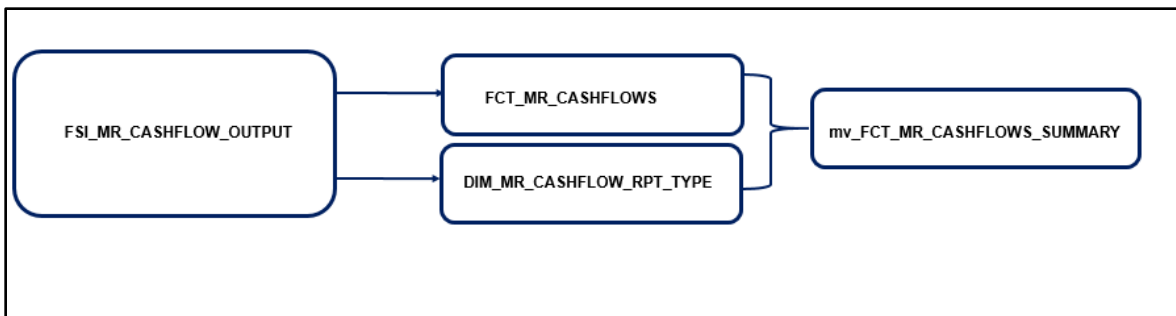 FSI_MR_CASHFLOW_OUTPUT
FCT_MR_CASHFLOWS
DIM_MR_CASHFLOW_RPT_TYPE
mv_FCT_MR_CASHFLOWS_SUMMARY